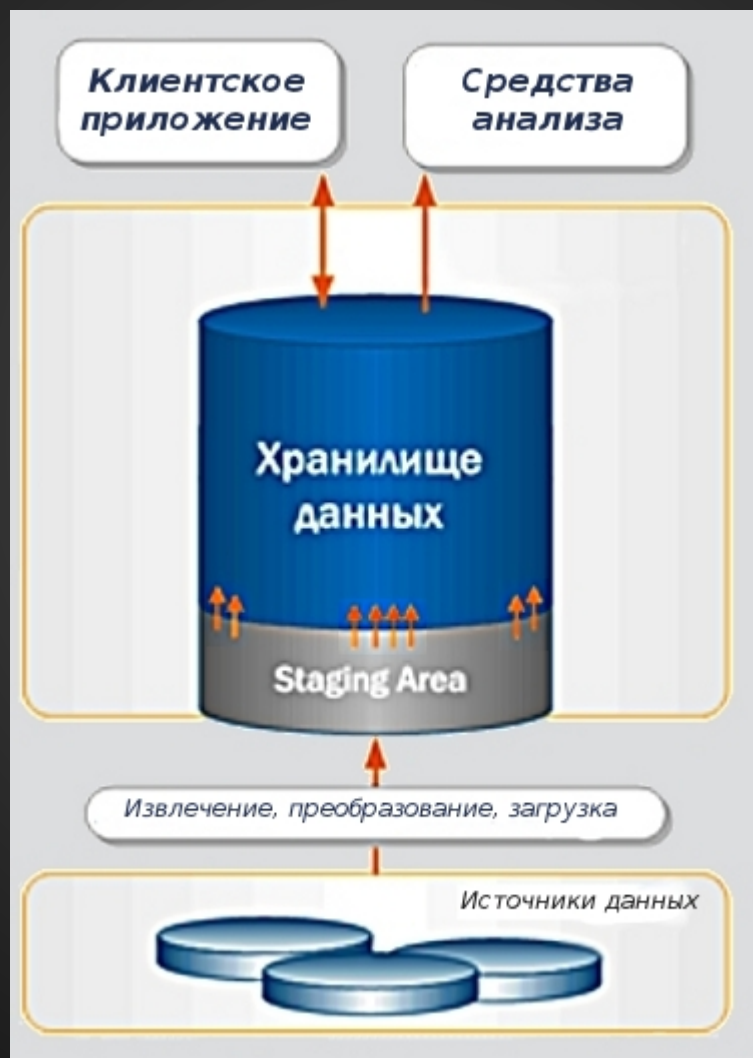 Клиентское
приложение
Средства
анализа
Хранилище
данных
Staging Area
Извлечение, преобразование, загрузка
Источники данных